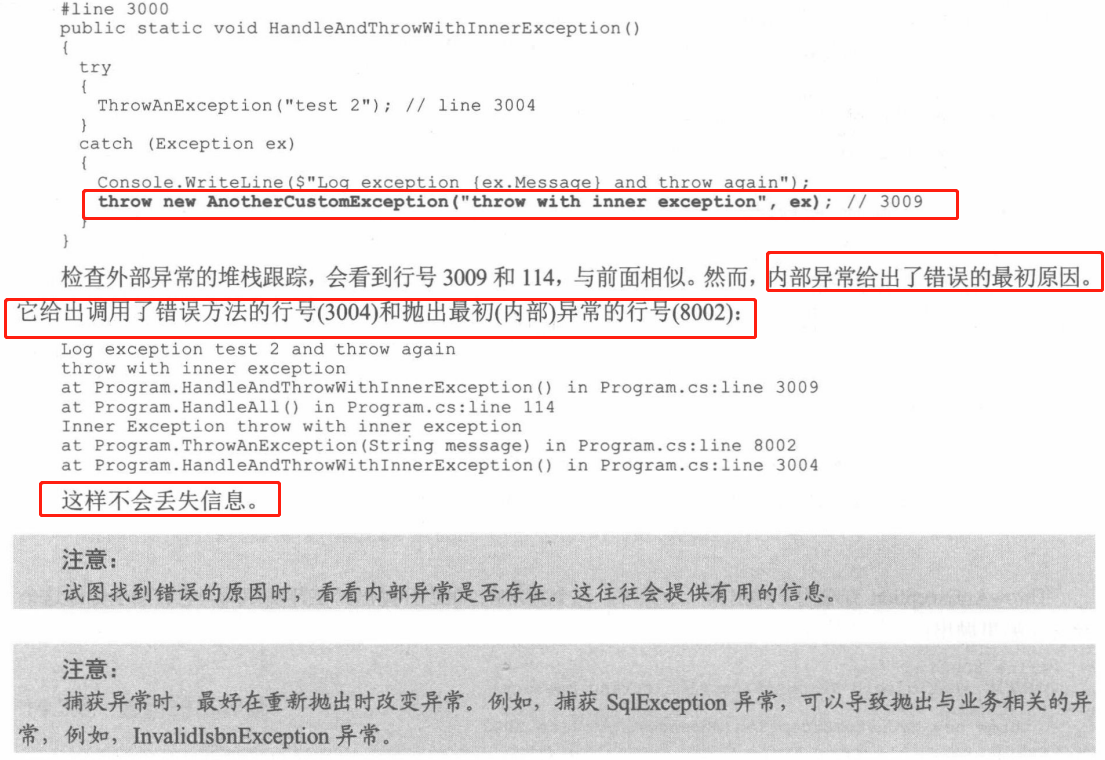 #line 3000
public static void HandleAndThrowWithInnerException()
{
try
{
ThrowAnException("test 2"); // line 3004
}
catch (Exception ex)
{
Console.WriteLine($"Log exception {ex.Message} and throw again");
throw new AnotherCustomException("throw with inner exception", ex); // 3009
}
}
检查外部异常的堆栈跟踪，会看到行号 3009 和 114，与前面相似。然而，内部异常给出了错误的最初原因。
它给出调用了错误方法的行号(3004)和抛出最初(内部)异常的行号(8002)：
Log exception test 2 and throw again
throw with inner exception
at Program.HandleAndThrowWithInnerException() in Program.cs:line 3009
at Program.HandleAll() in Program.cs:line 114
Inner Exception throw with inner exception
at Program.ThrowAnException(String message) in Program.cs:line 8002
at Program.HandleAndThrowWithInnerException() in Program.cs:line 3004
这样不会丢失信息。
注意：
试图找到错误的原因时，看看内部异常是否存在。这往往会提供有用的信息。
注意：
捕获异常时，最好在重新抛出时改变异常。例如，捕获 SqlException 异常，可以导致抛出与业务相关的异
常，例如，InvalidIsbnException 异常。